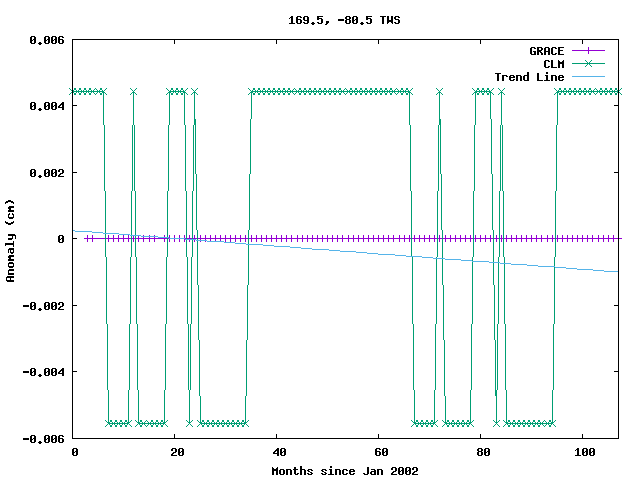 169.5, -80.5 TWS
GRACE
CLM
Trend Line
0.006
0.004
0.002
0
-0.002
-0.004
-0.006
Anomaly (cm)
0 20 40 60 80 100
Months since Jan 2002